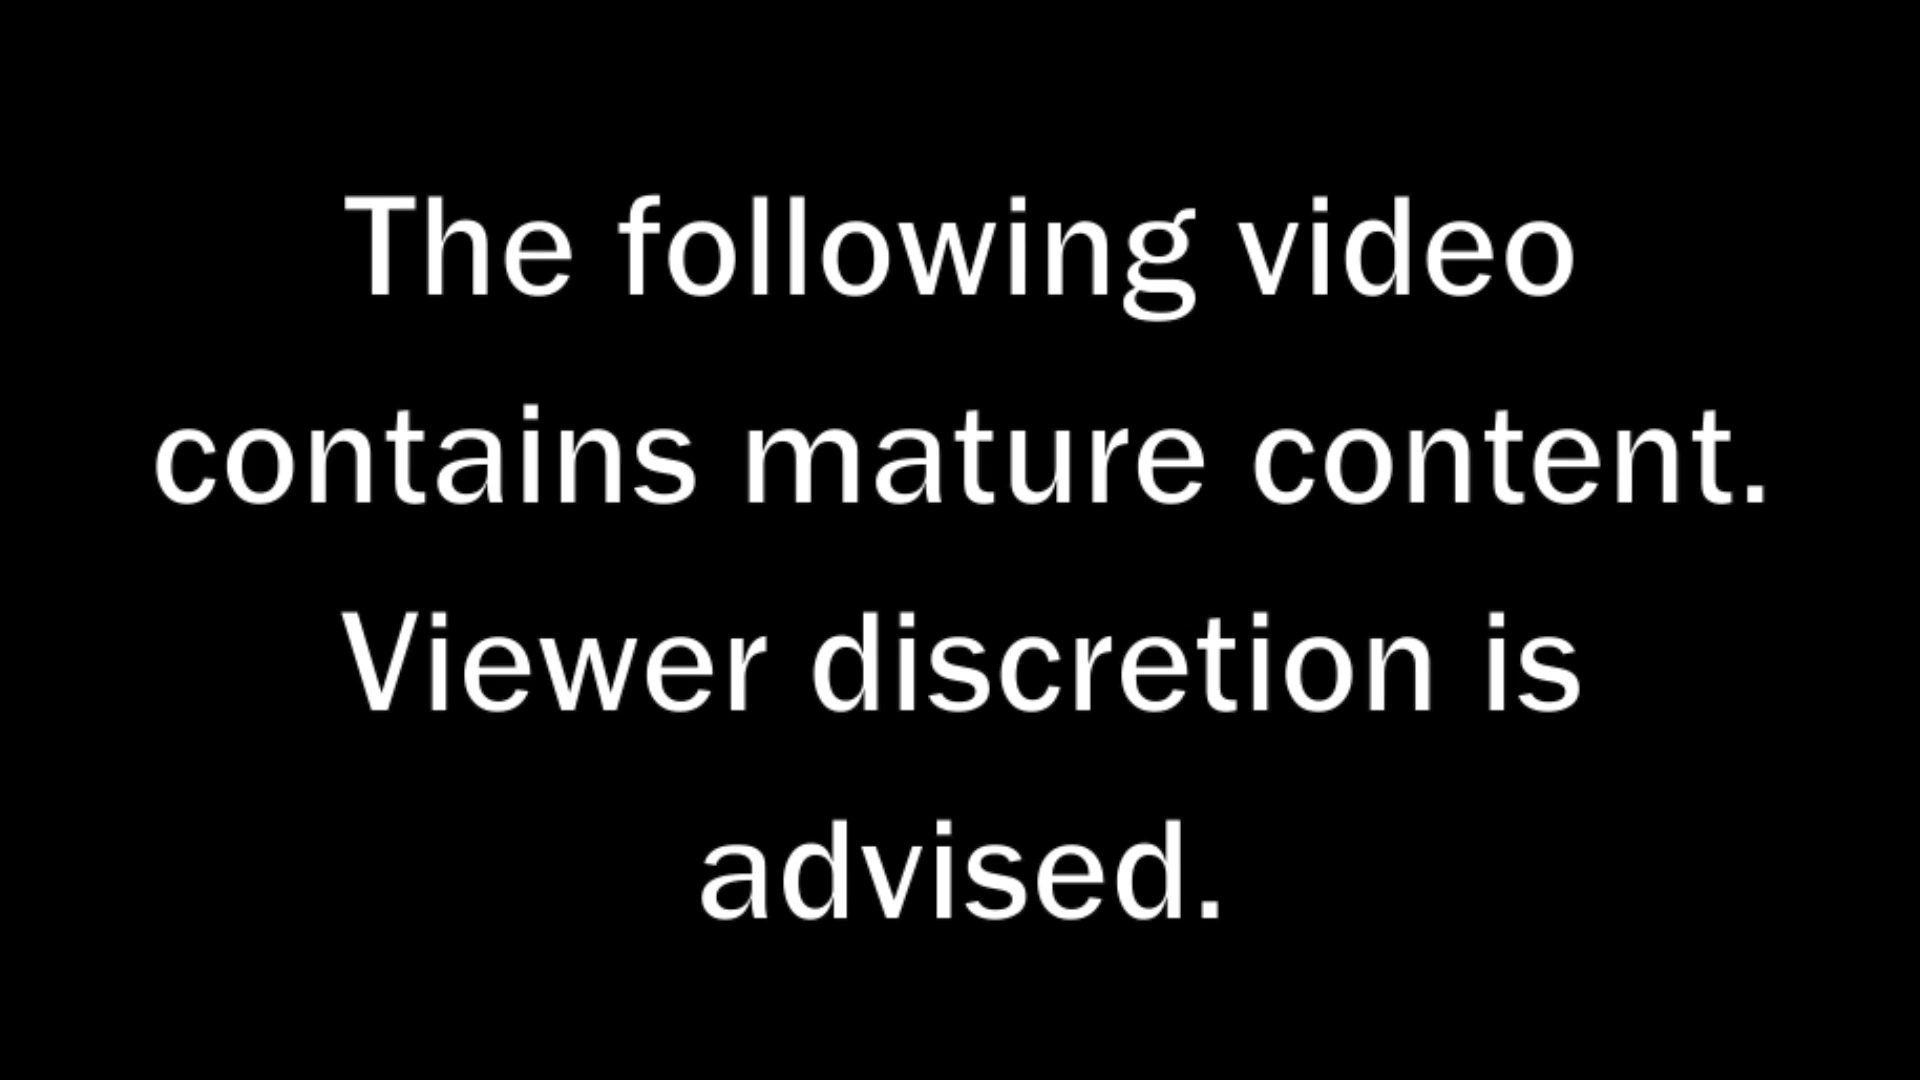 The following video
contains mature content.
Viewer discretion is
advised.